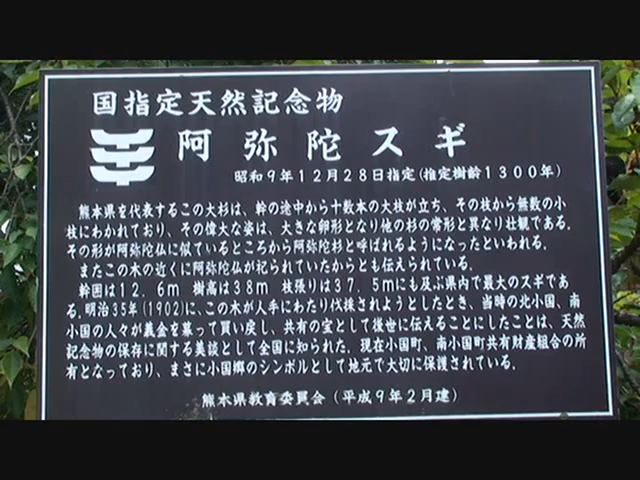 国指定天然記念物
阿弥陀スギ
昭和9年12月28日指定(推定樹齢1300年)
熊本県を代表するこの大杉は、幹の途中から十数本の大枝が立ち、その枝から無数の小
枝にわかれており、その偉大な姿は、大きな卵形となり他の杉の常形と異なり壮観である。
その形が阿弥陀仏に似ているところから阿弥陀杉と呼ばれるようになったといわれる。
またこの木の近くに阿弥陀仏が祀られていたからとも伝えられている。
幹囲は12.6m 樹高は38m 枝張りは37.5mにも及ぶ県内で最大のスギであ
る。明治35年(1902)に、この木が人手にわたり伐採されようとしたとき、当時の北小国、南
小国の人々が義金を募って買い戻し、共有の宝として後世に伝えることにしたことは、天然
記念物の保存に関する美談として全国に知られた。現在小国町、南小国町共有財産組合の所
有となっており、まさに小国郷のシンボルとして地元で大切に保護されている。
熊本県教育委員会(平成9年2月建)